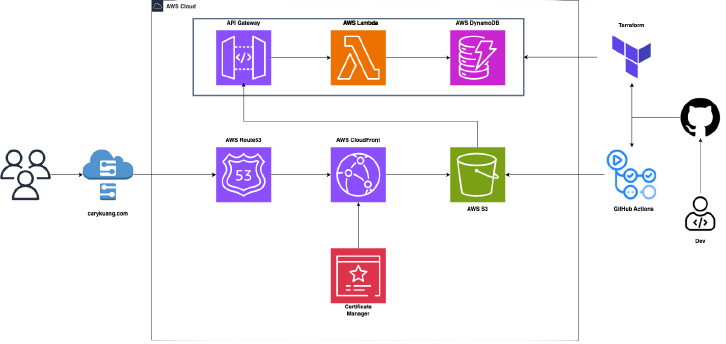 AWS Cloud
API Gateway
AWS Lambda
AWS DynamoDB
Terraform
AWS Route53
AWS CloudFront
53
carykuang.com
AWS S3
GitHub Actions
Dev
Certificate
Manager